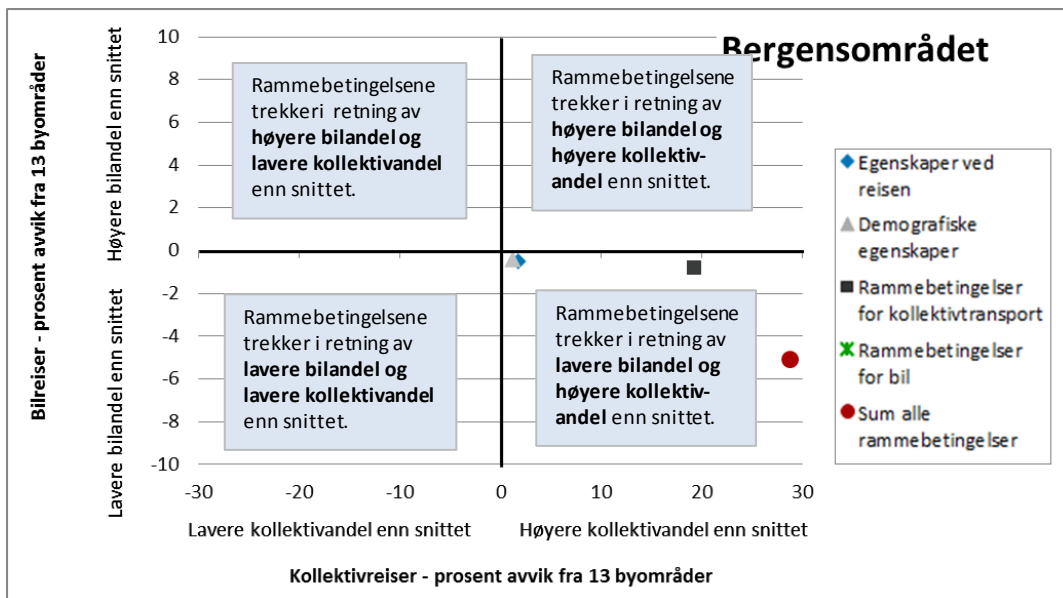 Bergensområdet
Bilreiser - prosent avvik fra 13 byområder
Høyere bilandel enn snittet
Lavere bilandel enn snittet
10
8
6
4
2
0
-2
-4
-6
-8
-10
Rammebetingelsene
trekkeri retning av
høyere bilandel og
lavere kollektivandel
enn snittet.
Rammebetingelsene
trekker i retning av
høyere bilandel og
høyere kollektiv-
andel enn snittet.
Rammebetingelsene
trekker i retning av
lavere bilandel og
lavere kollektivandel
enn snittet.
Rammebetingelsene
trekker i retning av
lavere bilandel og
høyere kollektiv-
andel enn snittet.
-30 -20 -10 0 10 20 30
Lavere kollektivandel enn snittet Høyere kollektivandel enn snittet
Kollektivreiser - prosent avvik fra 13 byområder
Egenskaper ved
reisen
Demografiske
egenskaper
Rammebetingelser
for kollektivtransport
Rammebetingelser
for bil
Sum alle
rammebetingelser